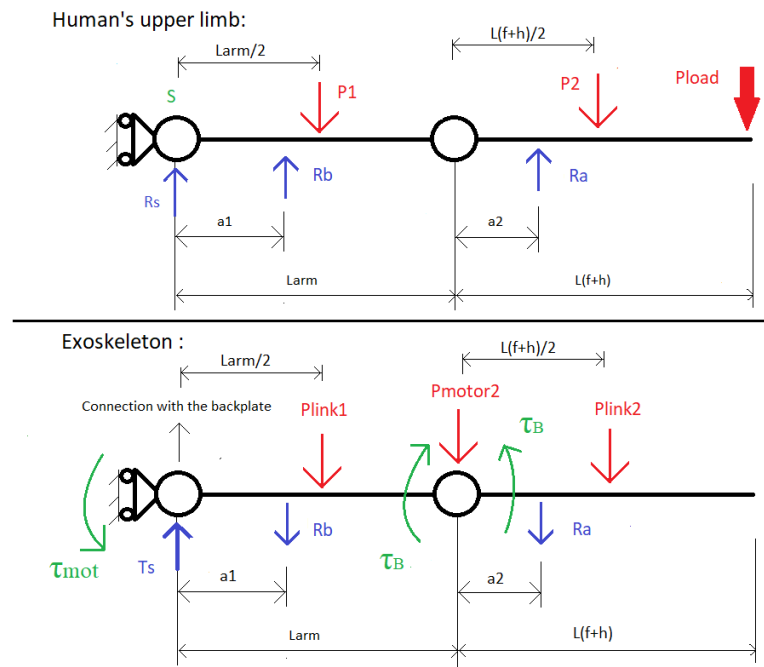 Human's upper limb:
Larm/2
L(f+h)/2
S
P1
P2
Pload
Rs
Rb
Ra
a1
a2
Larm
L(f+h)
Exoskeleton :
Larm/2
L(f+h)/2
Connection with the backplate
Plink1
Pmotor2
Plink2
τB
τmot
Ts
Rb
τB
Ra
a1
a2
Larm
L(f+h)